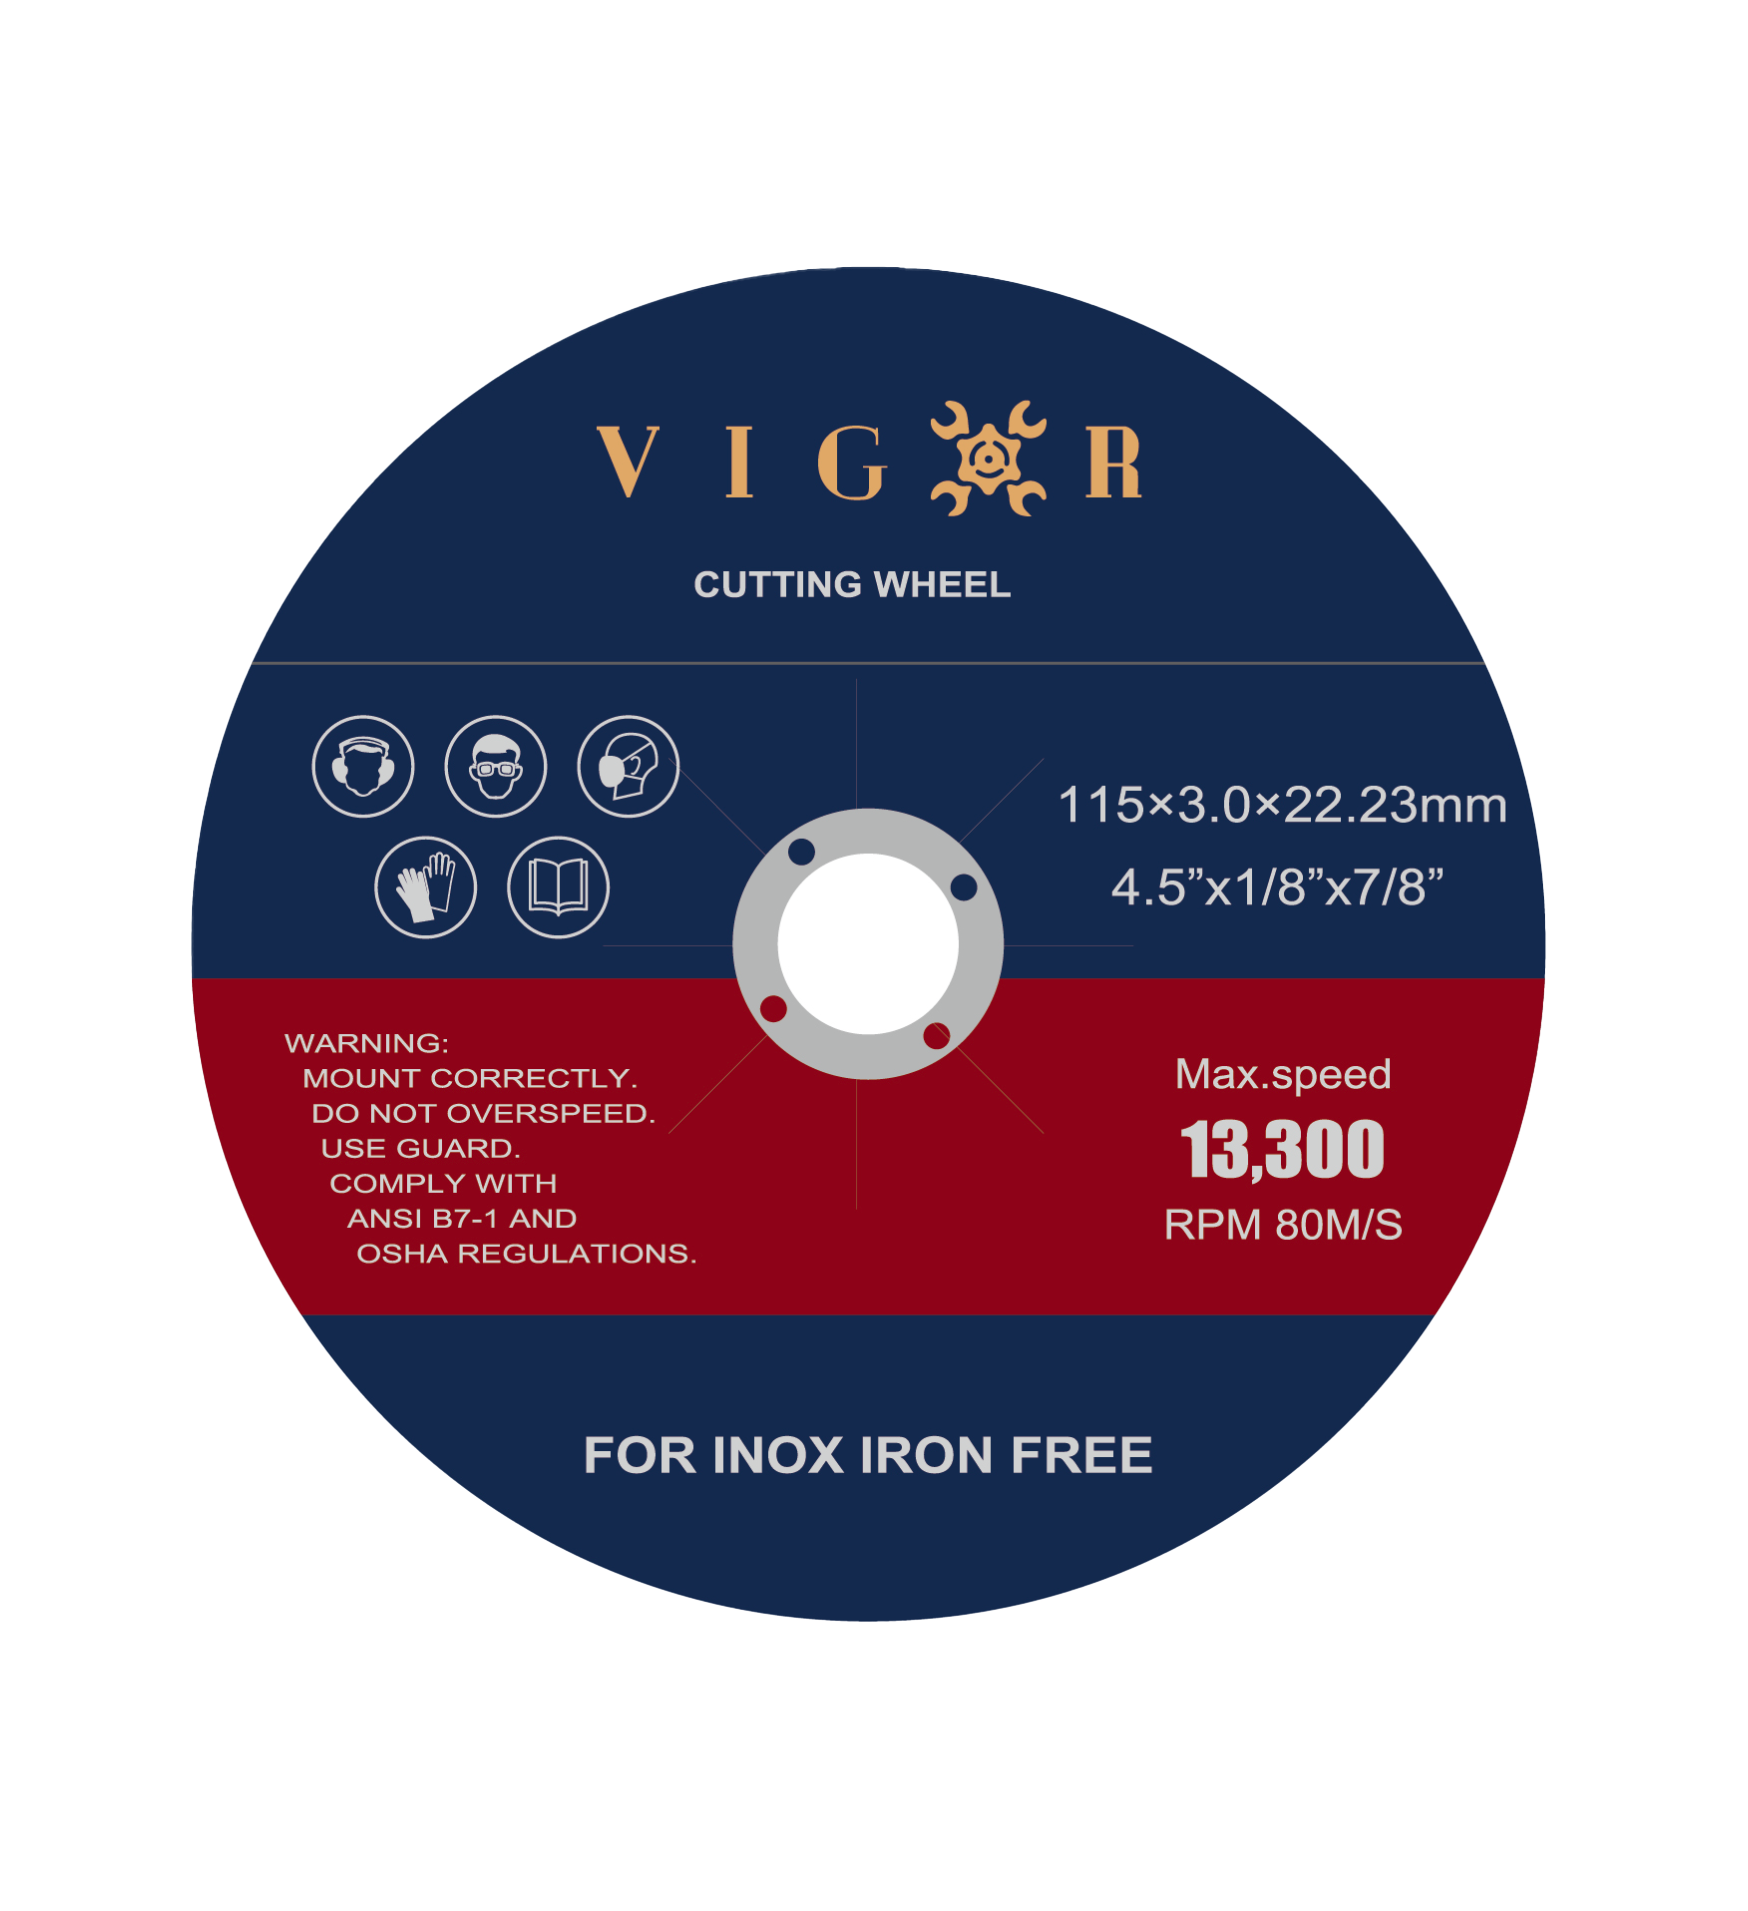 VIGOR
CUTTING WHEEL
115×3.0×22.23mm
4.5”x1/8”x7/8”
WARNING:
MOUNT CORRECTLY.
DO NOT OVERSPEED.
USE GUARD.
COMPLY WITH
ANSI B7-1 AND
OSHA REGULATIONS.
Max.speed
13,300
RPM 80M/S
FOR INOX IRON FREE